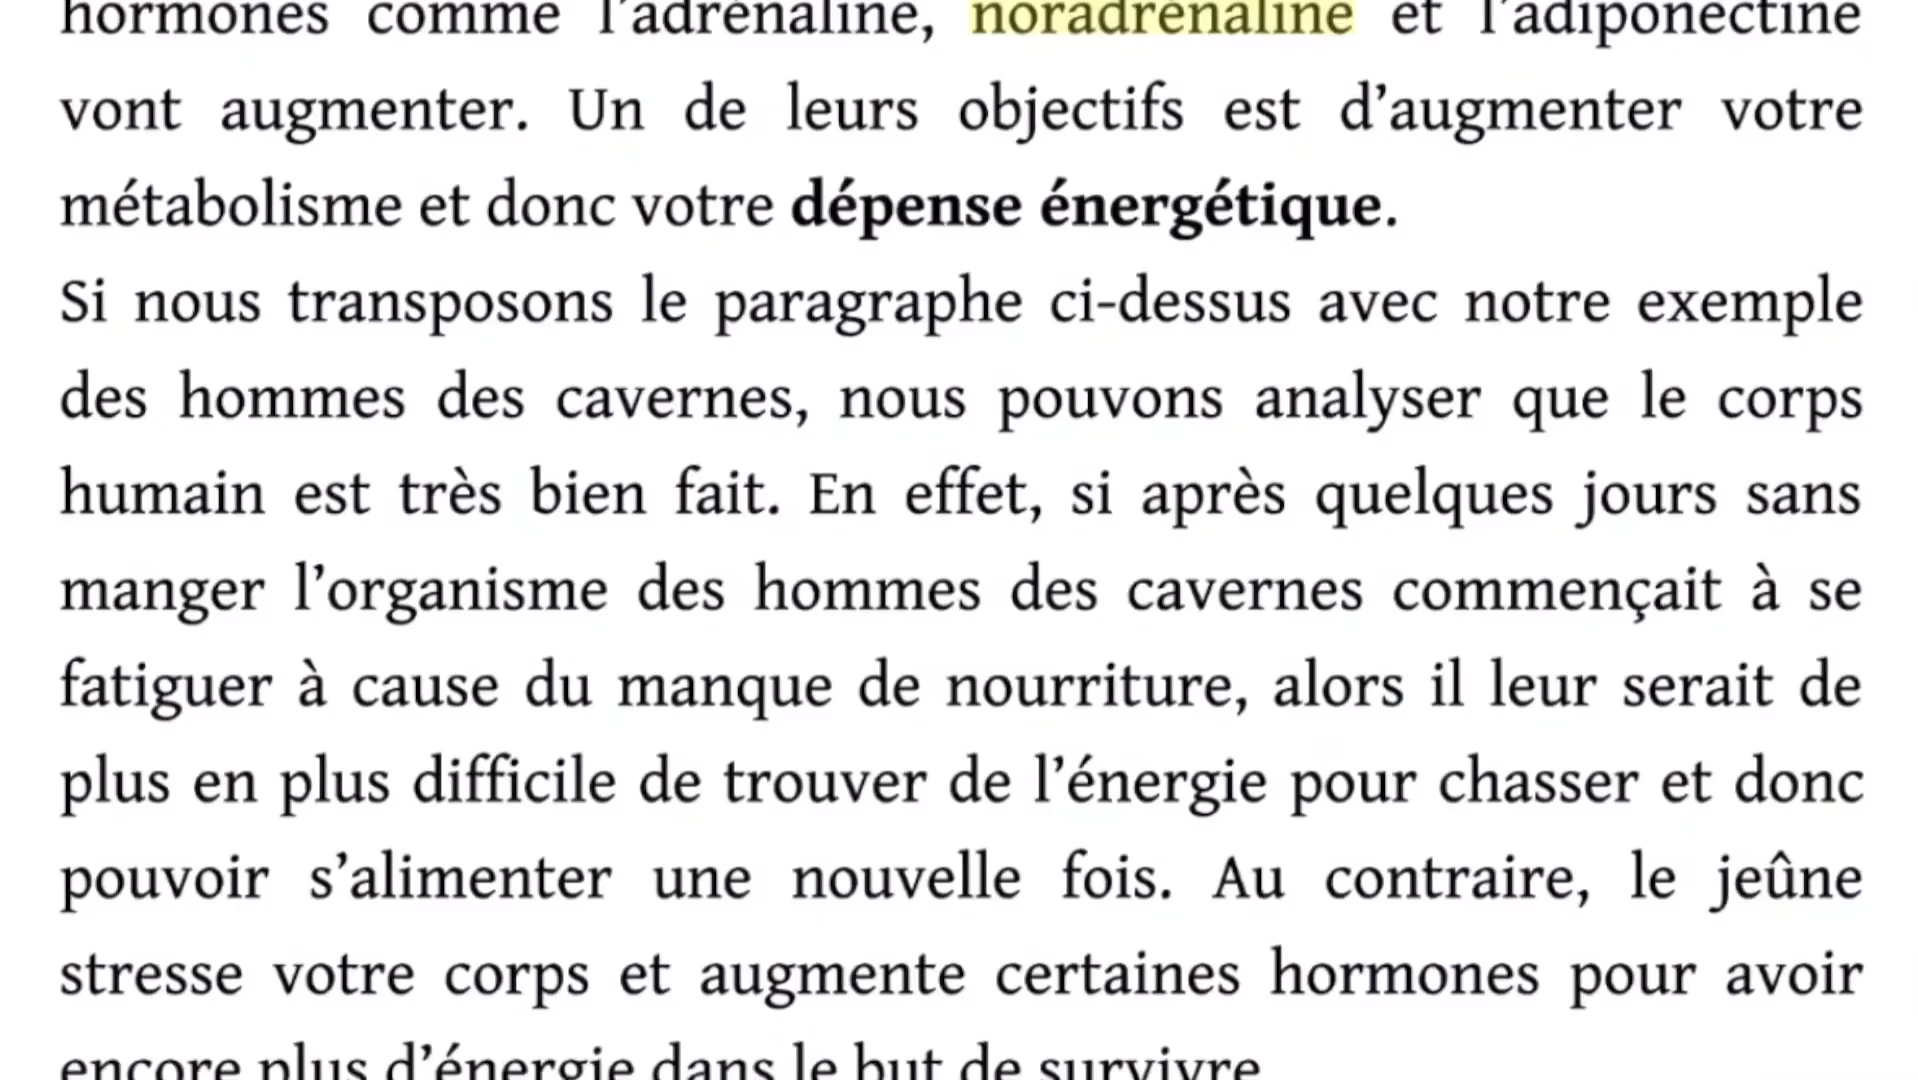 hormones comme l’adrénaline, noradrénaline et l’adiponectine
vont augmenter. Un de leurs objectifs est d’augmenter votre
métabolisme et donc votre dépense énergétique.
Si nous transposons le paragraphe ci-dessus avec notre exemple
des hommes des cavernes, nous pouvons analyser que le corps
humain est très bien fait. En effet, si après quelques jours sans
manger l’organisme des hommes des cavernes commençait à se
fatiguer à cause du manque de nourriture, alors il leur serait de
plus en plus difficile de trouver de l’énergie pour chasser et donc
pouvoir s’alimenter une nouvelle fois. Au contraire, le jeûne
stresse votre corps et augmente certaines hormones pour avoir
encore plus d’énergie dans le but de survivre